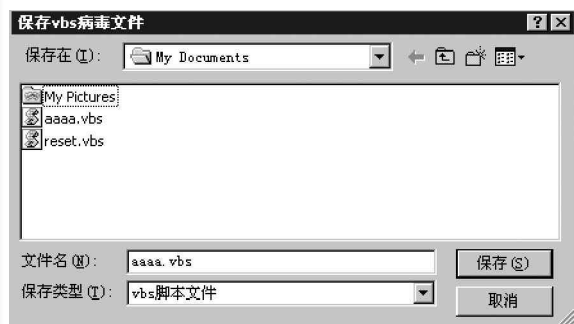 保存vbs病毒文件
保存在(I):
My Documents
My Pictures
aaaa.vbs
reset.vbs
文件名(N):
aaaa.vbs
保存(S)
保存类型(T):
vbs脚本文件
取消